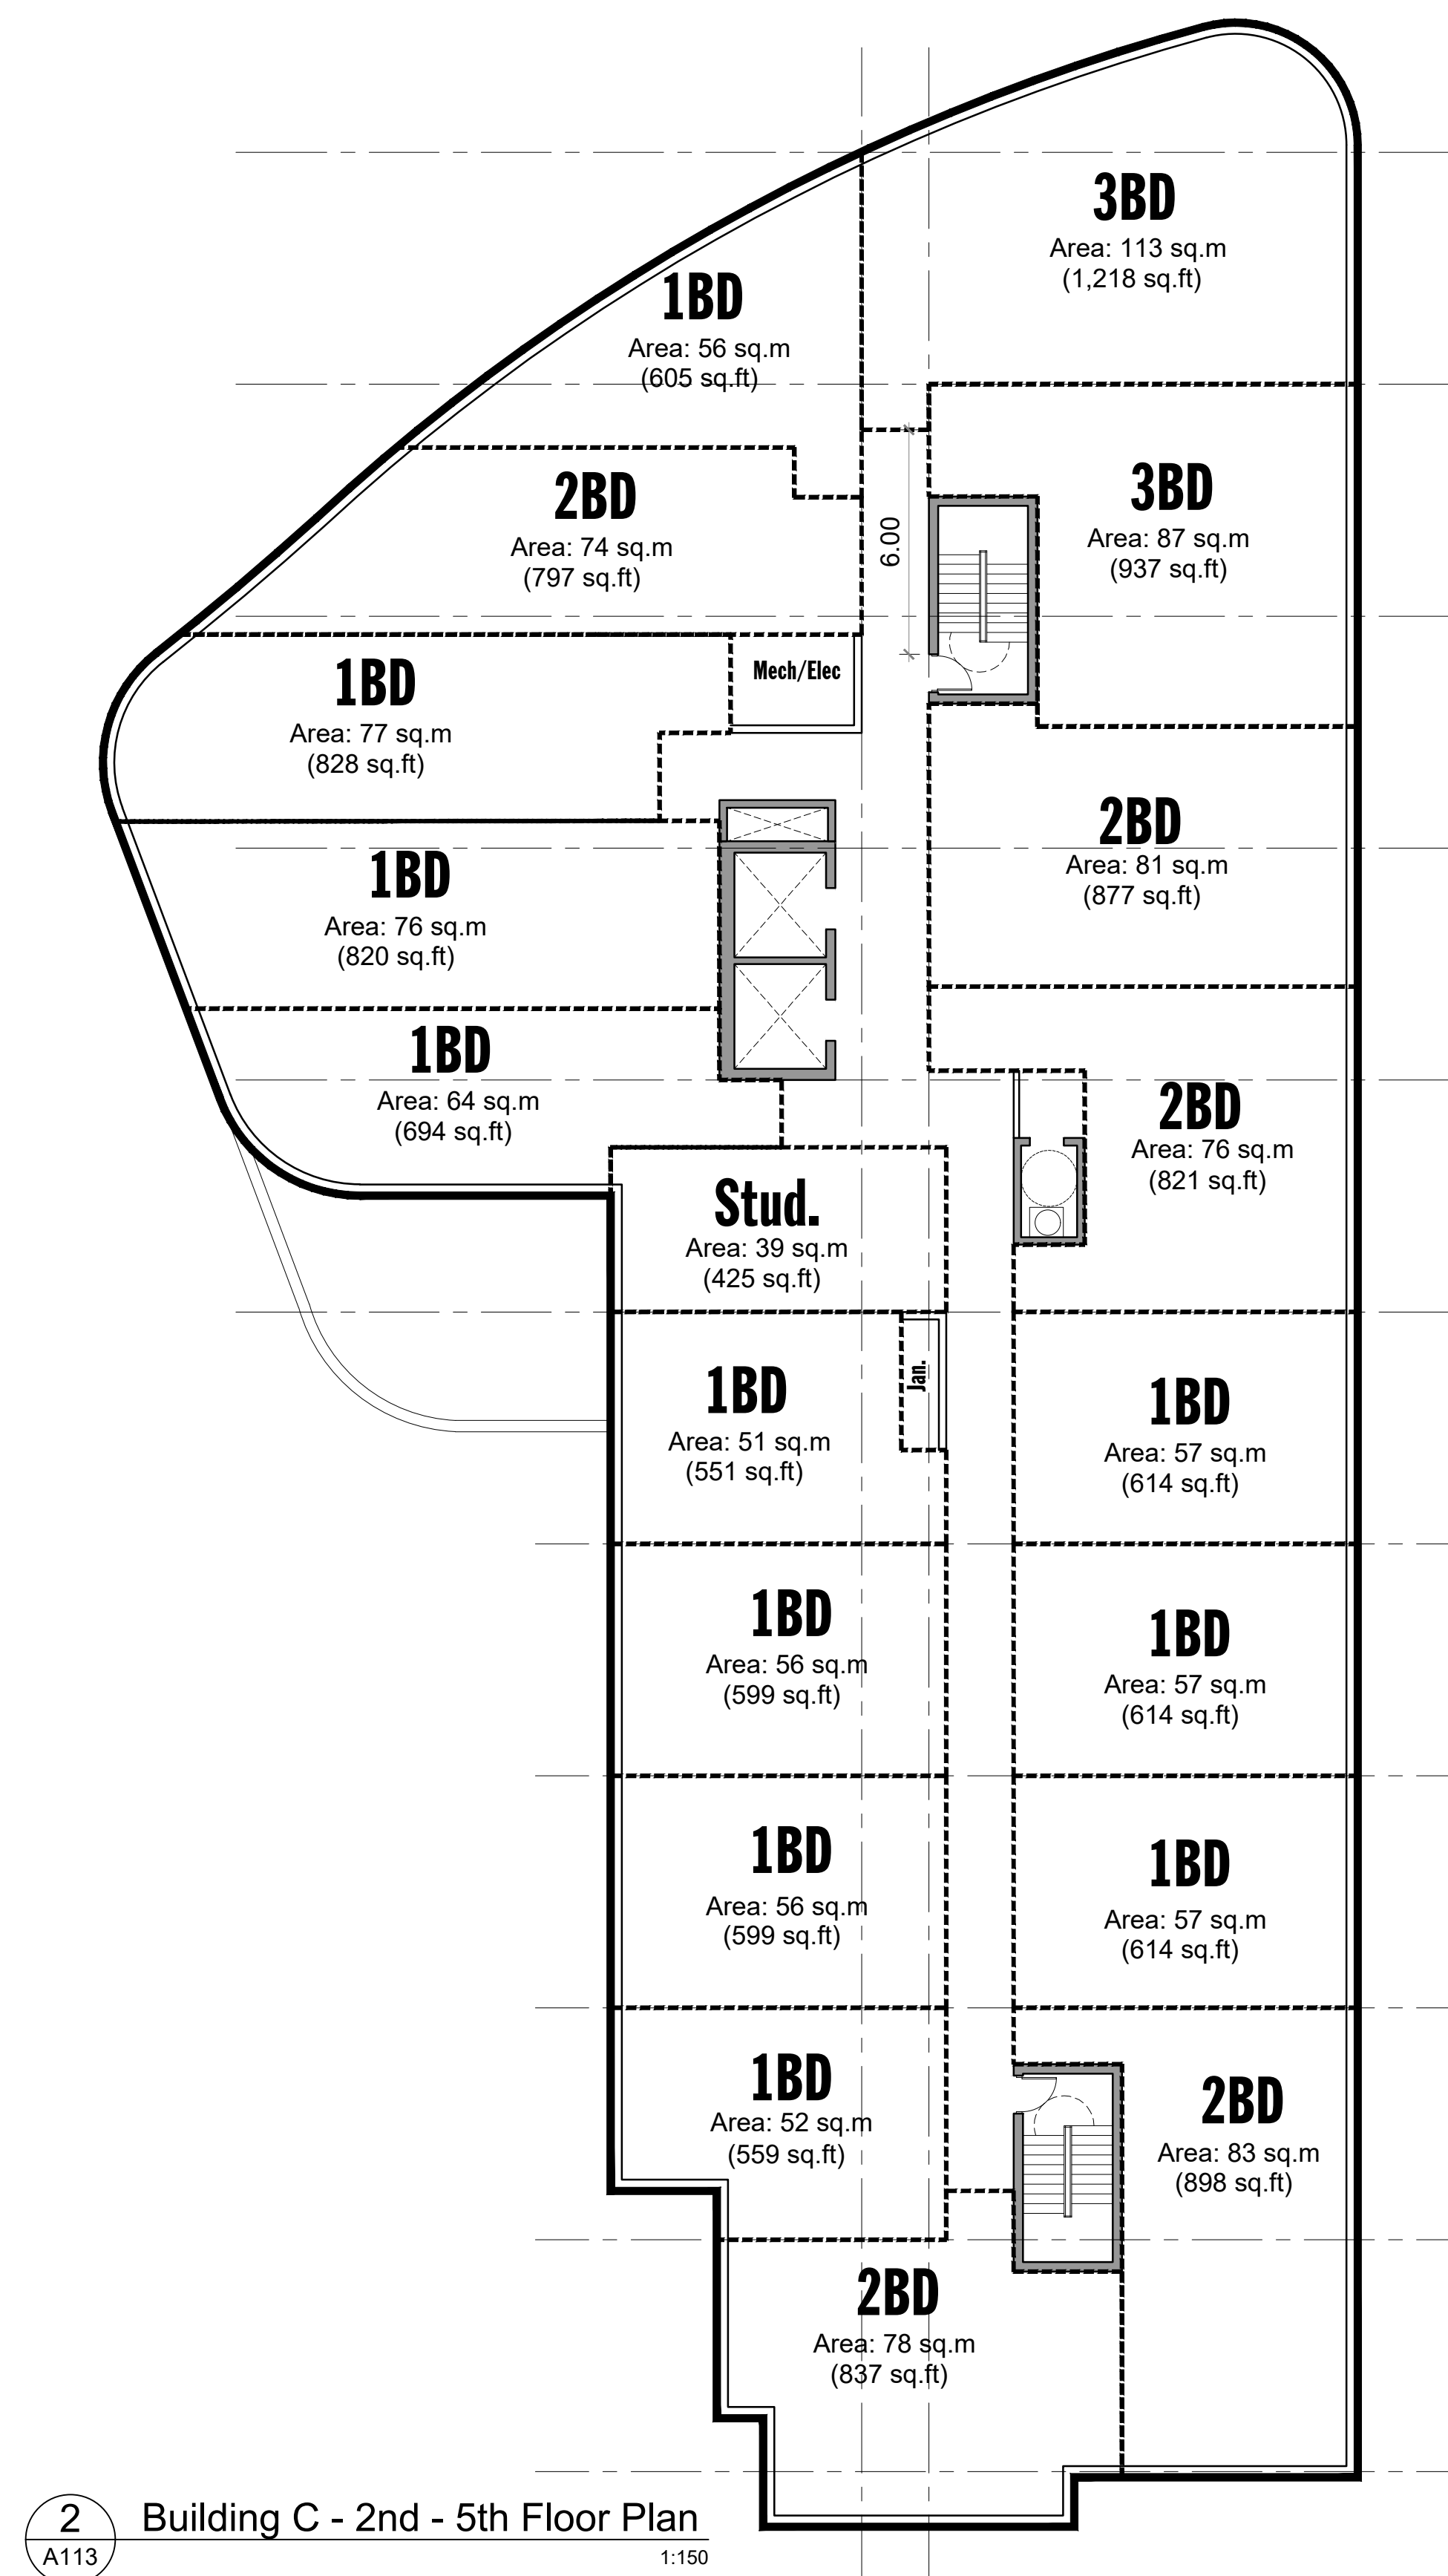 3BD
Area: 113 sq.m
(1,218 sq.ft)
1BD
Area: 56 sq.m
(605 sq.ft)
3BD
Area: 87 sq.m
(937 sq.ft)
2BD
Area: 74 sq.m
(797 sq.ft)
6.00
1BD
Area: 77 sq.m
(828 sq.ft)
Mech/Elec
2BD
Area: 81 sq.m
(877 sq.ft)
1BD
Area: 76 sq.m
(820 sq.ft)
1BD
Area: 64 sq.m
(694 sq.ft)
2BD
Area: 76 sq.m
(821 sq.ft)
Stud.
Area: 39 sq.m
(425 sq.ft)
1BD
Area: 51 sq.m
(551 sq.ft)
Jan.
1BD
Area: 57 sq.m
(614 sq.ft)
1BD
Area: 56 sq.m
(599 sq.ft)
1BD
Area: 57 sq.m
(614 sq.ft)
1BD
Area: 56 sq.m
(599 sq.ft)
1BD
Area: 57 sq.m
(614 sq.ft)
1BD
Area: 52 sq.m
(559 sq.ft)
2BD
Area: 83 sq.m
(898 sq.ft)
2BD
Area: 78 sq.m
(837 sq.ft)
2
A113
Building C - 2nd - 5th Floor Plan
1:150